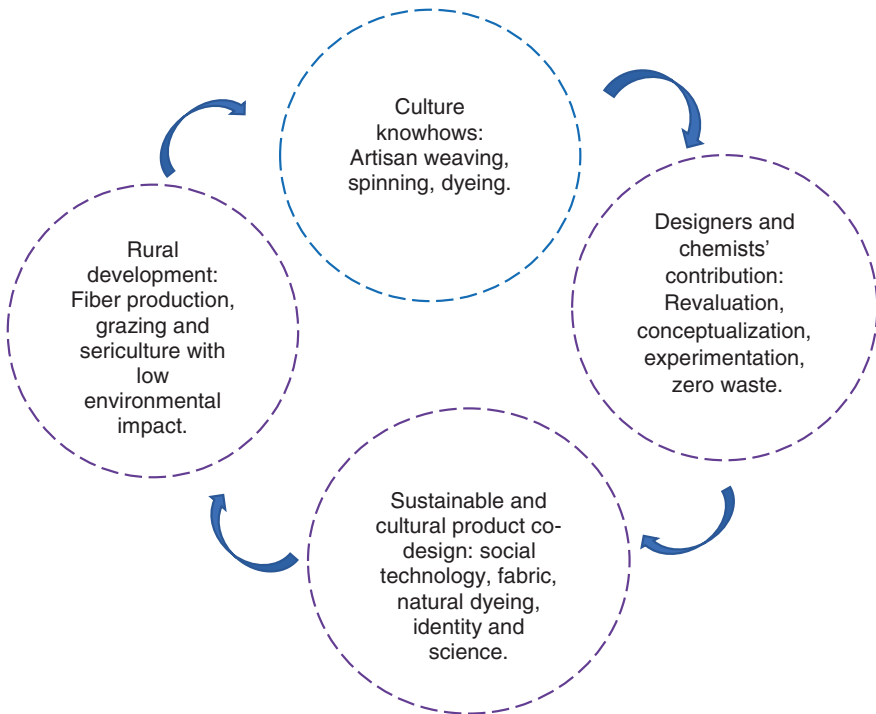 Culture
knowhows:
Artisan weaving,
spinning, dyeing.
Designers and
chemists'
contribution:
Revaluation,
conceptualization,
experimentation,
zero waste.
Sustainable and
cultural product co-
design: social
technology, fabric,
natural dyeing,
identity and
science.
Rural
development:
Fiber production,
grazing and
sericulture with
low
environmental
impact.